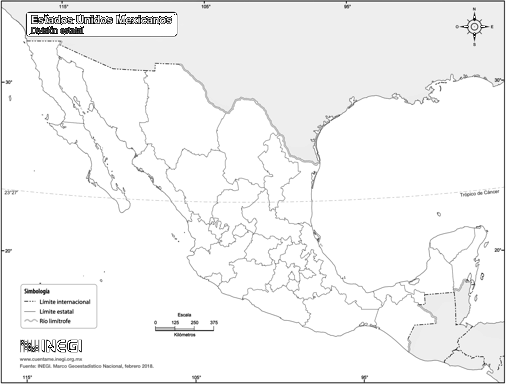 115°
105°
95°
Estados Unidos Mexicanos
División estatal
N
O
E
S
30°
30°
23°27'
Trópico de Cáncer
20°
20°
Simbología
Límite internacional
Límite estatal
Río limítrofe
Escala
0 125 250 375
Kilómetros
INEGI
www.cuentame.inegi.org.mx
Fuente: INEGI. Marco Geoestadístico Nacional, febrero 2018.
115°
105°
95°